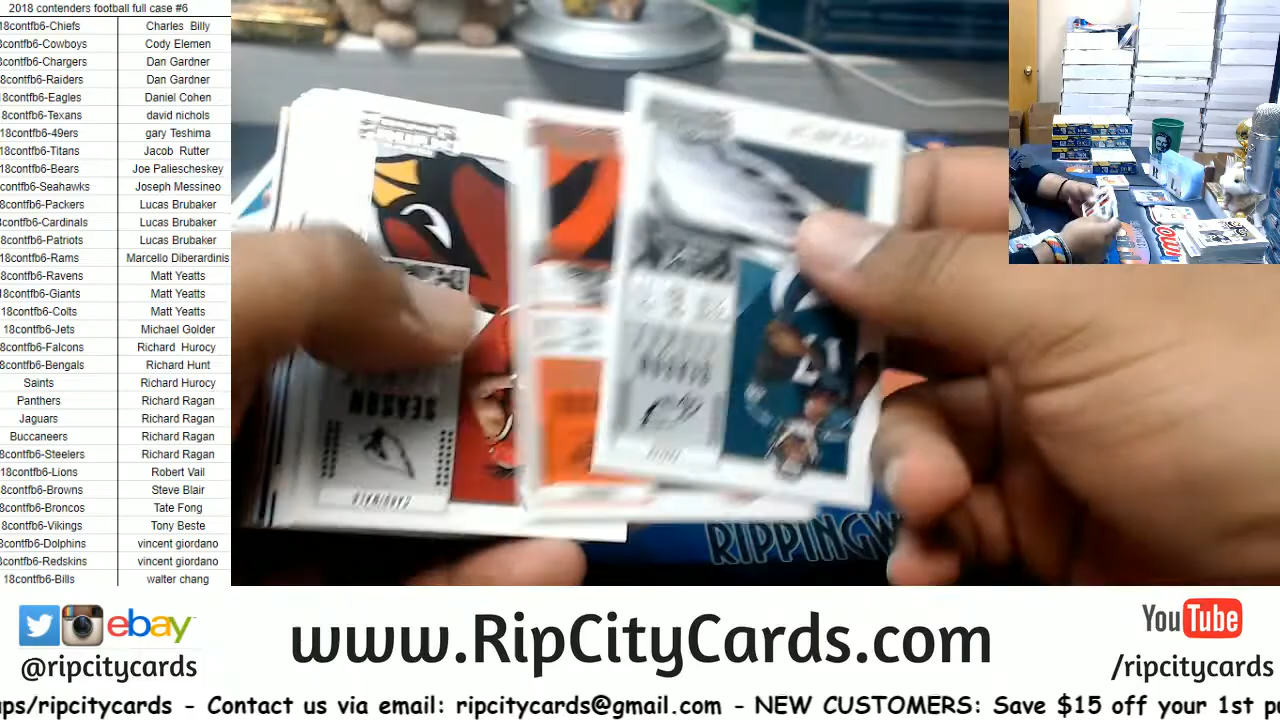 2018 contenders football full case #6
18contfb6-Chiefs Charles Billy
8contfb6-Cowboys Cody Elemen
8contfb6-Chargers Dan Gardner
18contfb6-Raiders Dan Gardner
18contfb6-Eagles Daniel Cohen
18contfb6-Texans david nichols
18contfb6-49ers gary Teshima
18contfb6-Titans Jacob Rutter
18contfb6-Bears Joe Paliescheskey
contfb6-Seahawks Joseph Messineo
8contfb6-Packers Lucas Brubaker
contfb6-Cardinals Lucas Brubaker
8contfb6-Patriots Lucas Brubaker
18contfb6-Rams Marcello Diberardinis
8contfb6-Ravens Matt Yeatts
18contfb6-Giants Matt Yeatts
18contfb6-Colts Matt Yeatts
18contfb6-Jets Michael Golder
18contfb6-Falcons Richard Hurocy
8contfb6-Bengals Richard Hunt
Saints Richard Hurocy
Panthers Richard Ragan
Jaguars Richard Ragan
Buccaneers Richard Ragan
8contfb6-Steelers Richard Ragan
18contfb6-Lions Robert Vail
8contfb6-Browns Steve Blair
8contfb6-Broncos Tate Fong
8contfb6-Vikings Tony Beste
8contfb6-Dolphins vincent giordano
contfb6-Redskins vincent giordano
18contfb6-Bills walter chang
SEASON
CARDINALS
RIPPINGW
ebay
@ripcitycards
www.RipCityCards.com
YouTube
/ripcitycards
ps/ripcitycards - Contact us via email: ripcitycards@gmail.com - NEW CUSTOMERS: Save $15 off your 1st pu